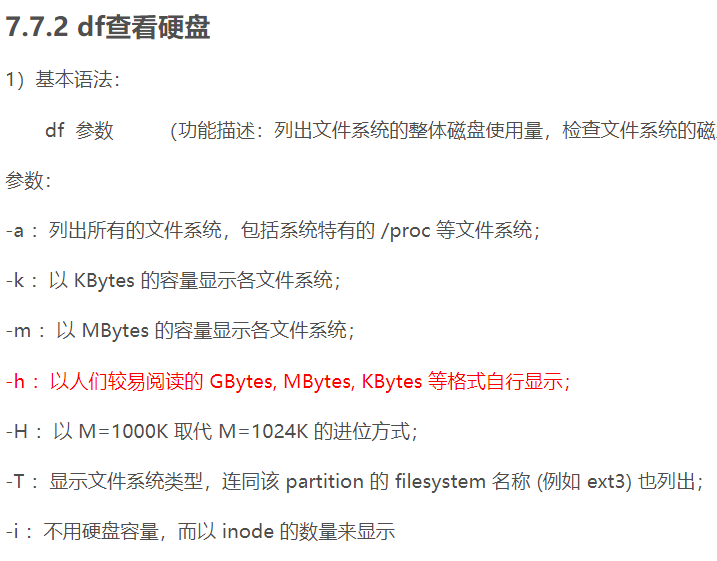 7.7.2 df查看硬盘
1）基本语法：
df 参数 （功能描述：列出文件系统的整体磁盘使用量，检查文件系统的磁
参数：
-a ：列出所有的文件系统，包括系统特有的 /proc 等文件系统；
-k ：以 KBytes 的容量显示各文件系统；
-m ：以 MBytes 的容量显示各文件系统；
-h ：以人们较易阅读的 GBytes, MBytes, KBytes 等格式自行显示；
-H ：以 M=1000K 取代 M=1024K 的进位方式；
-T ：显示文件系统类型，连同该 partition 的 filesystem 名称 (例如 ext3) 也列出；
-i ：不用硬盘容量，而以 inode 的数量来显示